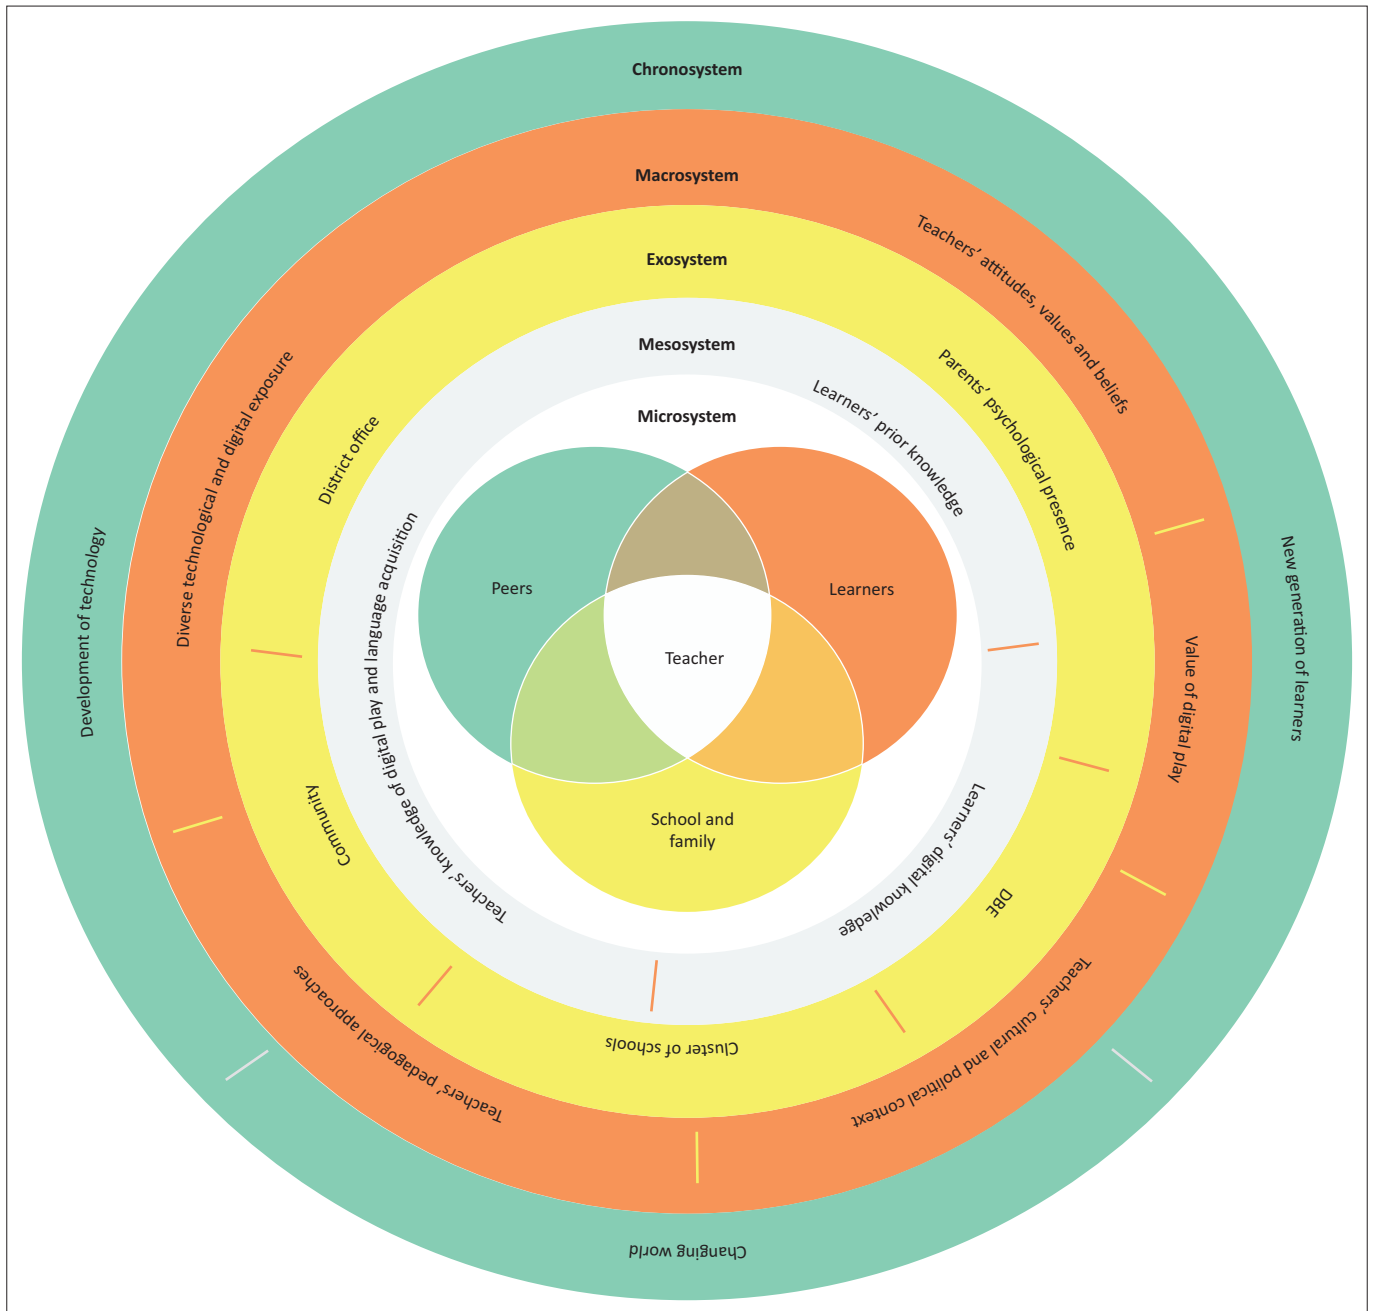 Chronosystem
Macrosystem
Teachers’ attitudes, values and beliefs
Exosystem
Mesosystem
Parents’ psychological presence
Diverse technological and digital exposure
Learners’ prior knowledge
Microsystem
District office
Teachers’ knowledge of digital play and language acquisition
Development of technology
New generation of learners
Peers
Learners
Teacher
Value of digital play
School and
family
Community
Learners’ digital knowledge
DBE
Teachers’ pedagogical approaches
Teachers’ cultural and political context
Cluster of schools
Changing world